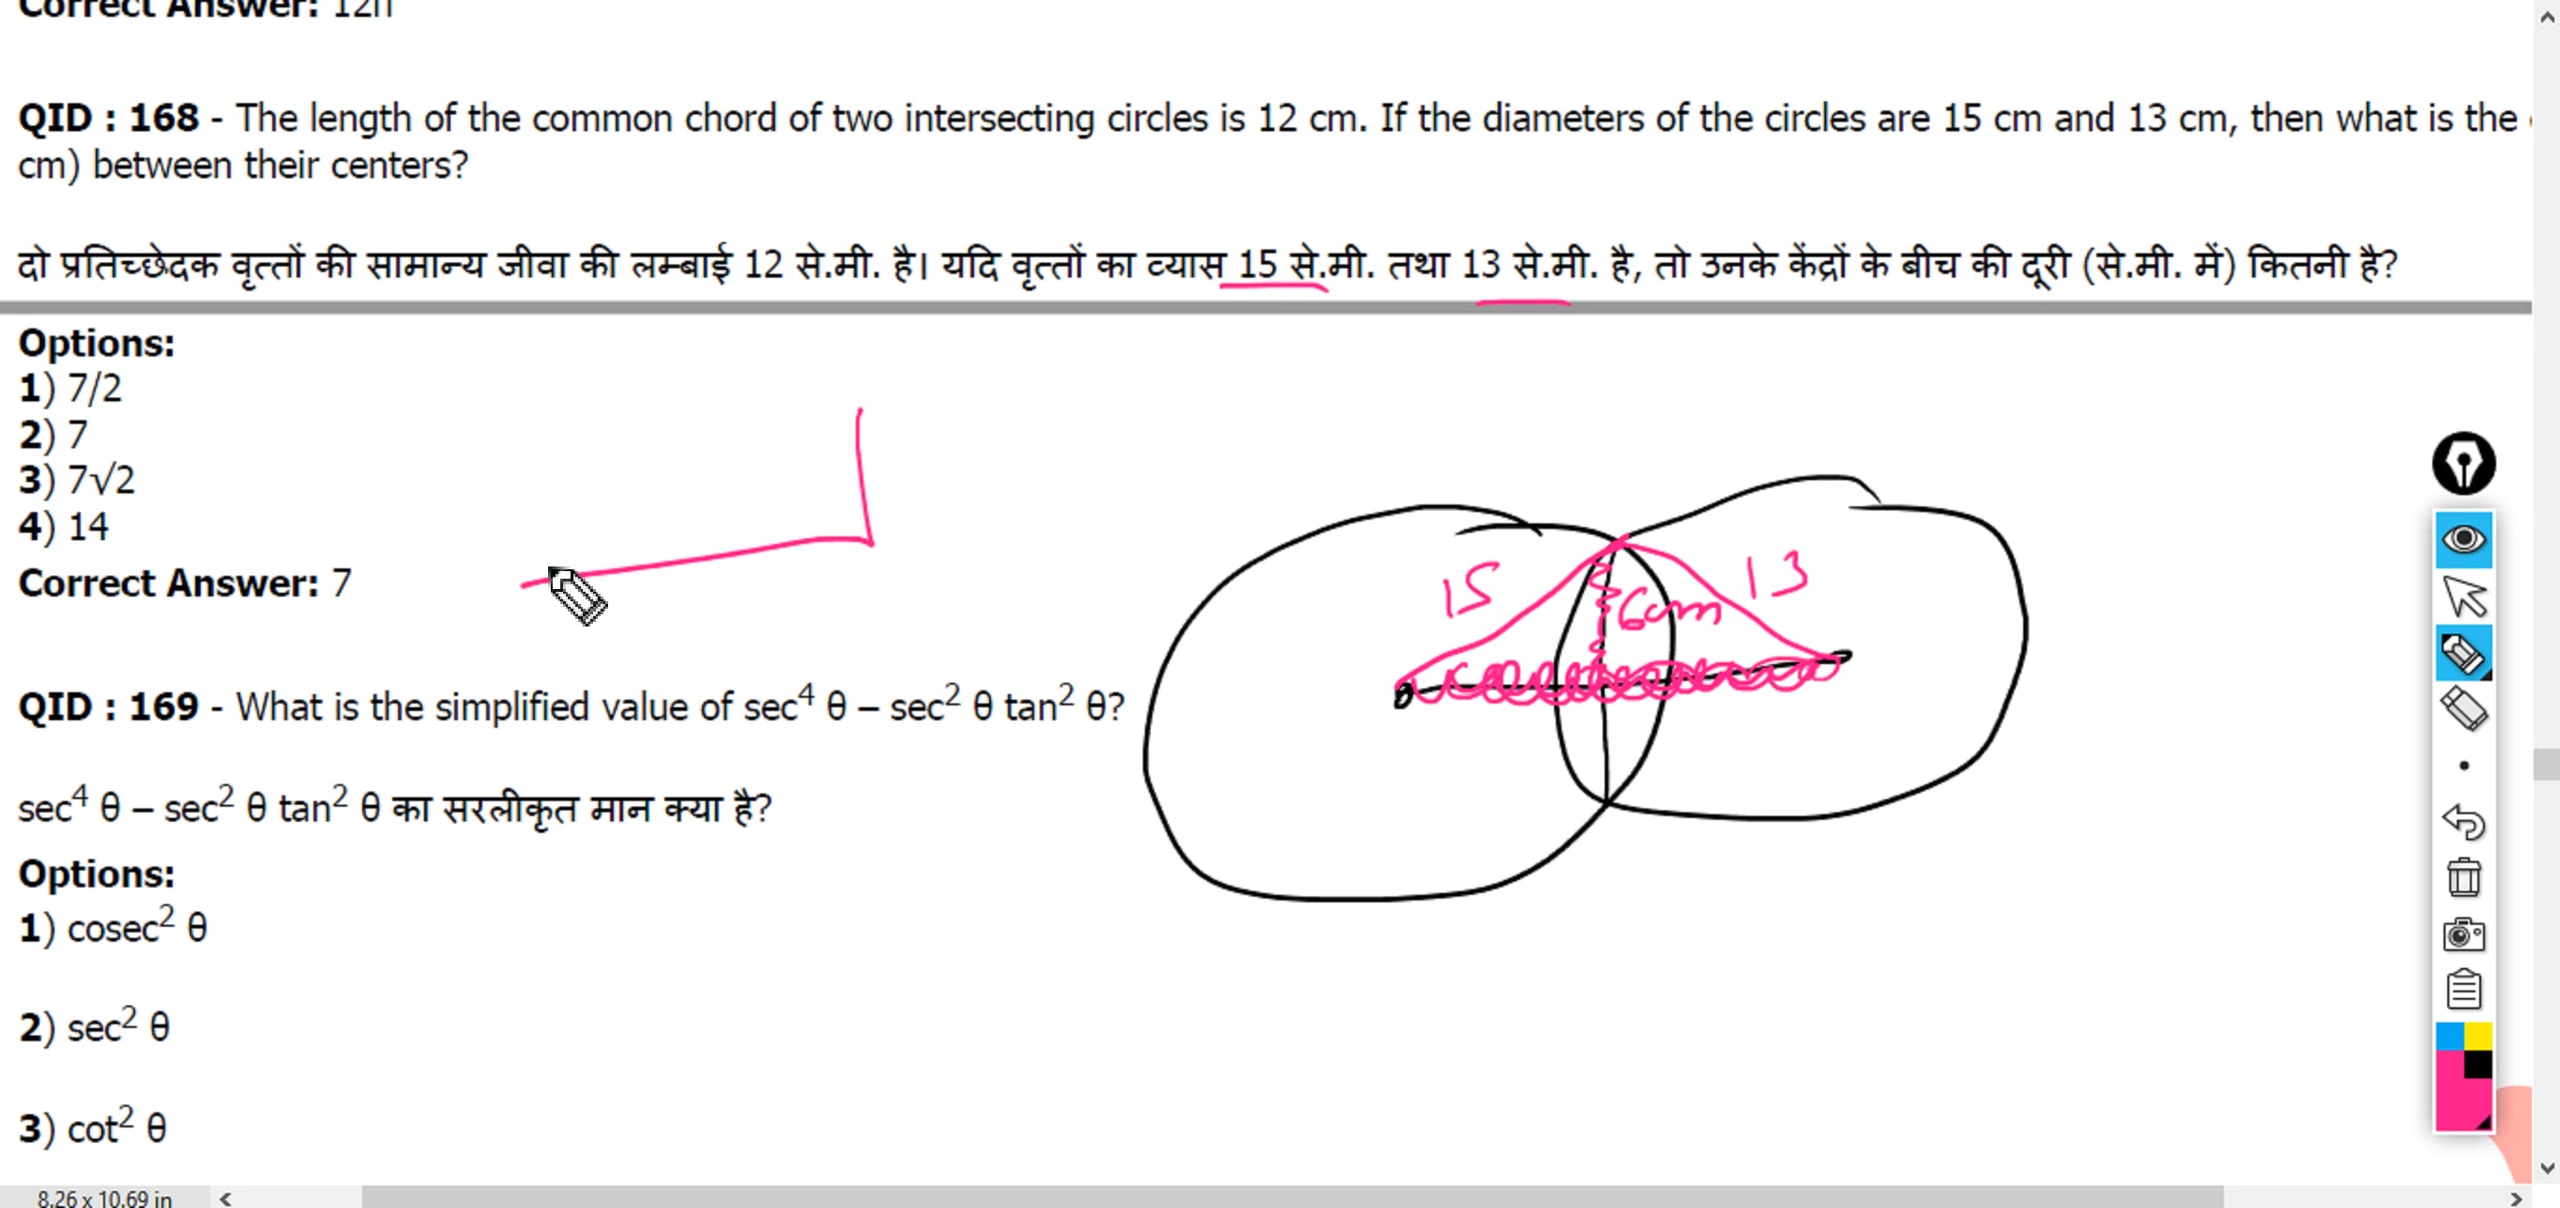 Correct Answer: 12π
QID : 168 - The length of the common chord of two intersecting circles is 12 cm. If the diameters of the circles are 15 cm and 13 cm, then what is the
cm) between their centers?
दो प्रतिच्छेदक वृत्तों की सामान्य जीवा की लम्बाई 12 से.मी. है। यदि वृत्तों का व्यास 15 से.मी. तथा 13 से.मी. है, तो उनके केंद्रों के बीच की दूरी (से.मी. में) कितनी है?
Options:
1) 7/2
2) 7
3) 7√2
4) 14
Correct Answer: 7
15
13
6cm
QID : 169 - What is the simplified value of sec⁴ θ – sec² θ tan² θ?
sec⁴ θ – sec² θ tan² θ का सरलीकृत मान क्या है?
Options:
1) cosec² θ
2) sec² θ
3) cot² θ
8.26 x 10.69 in